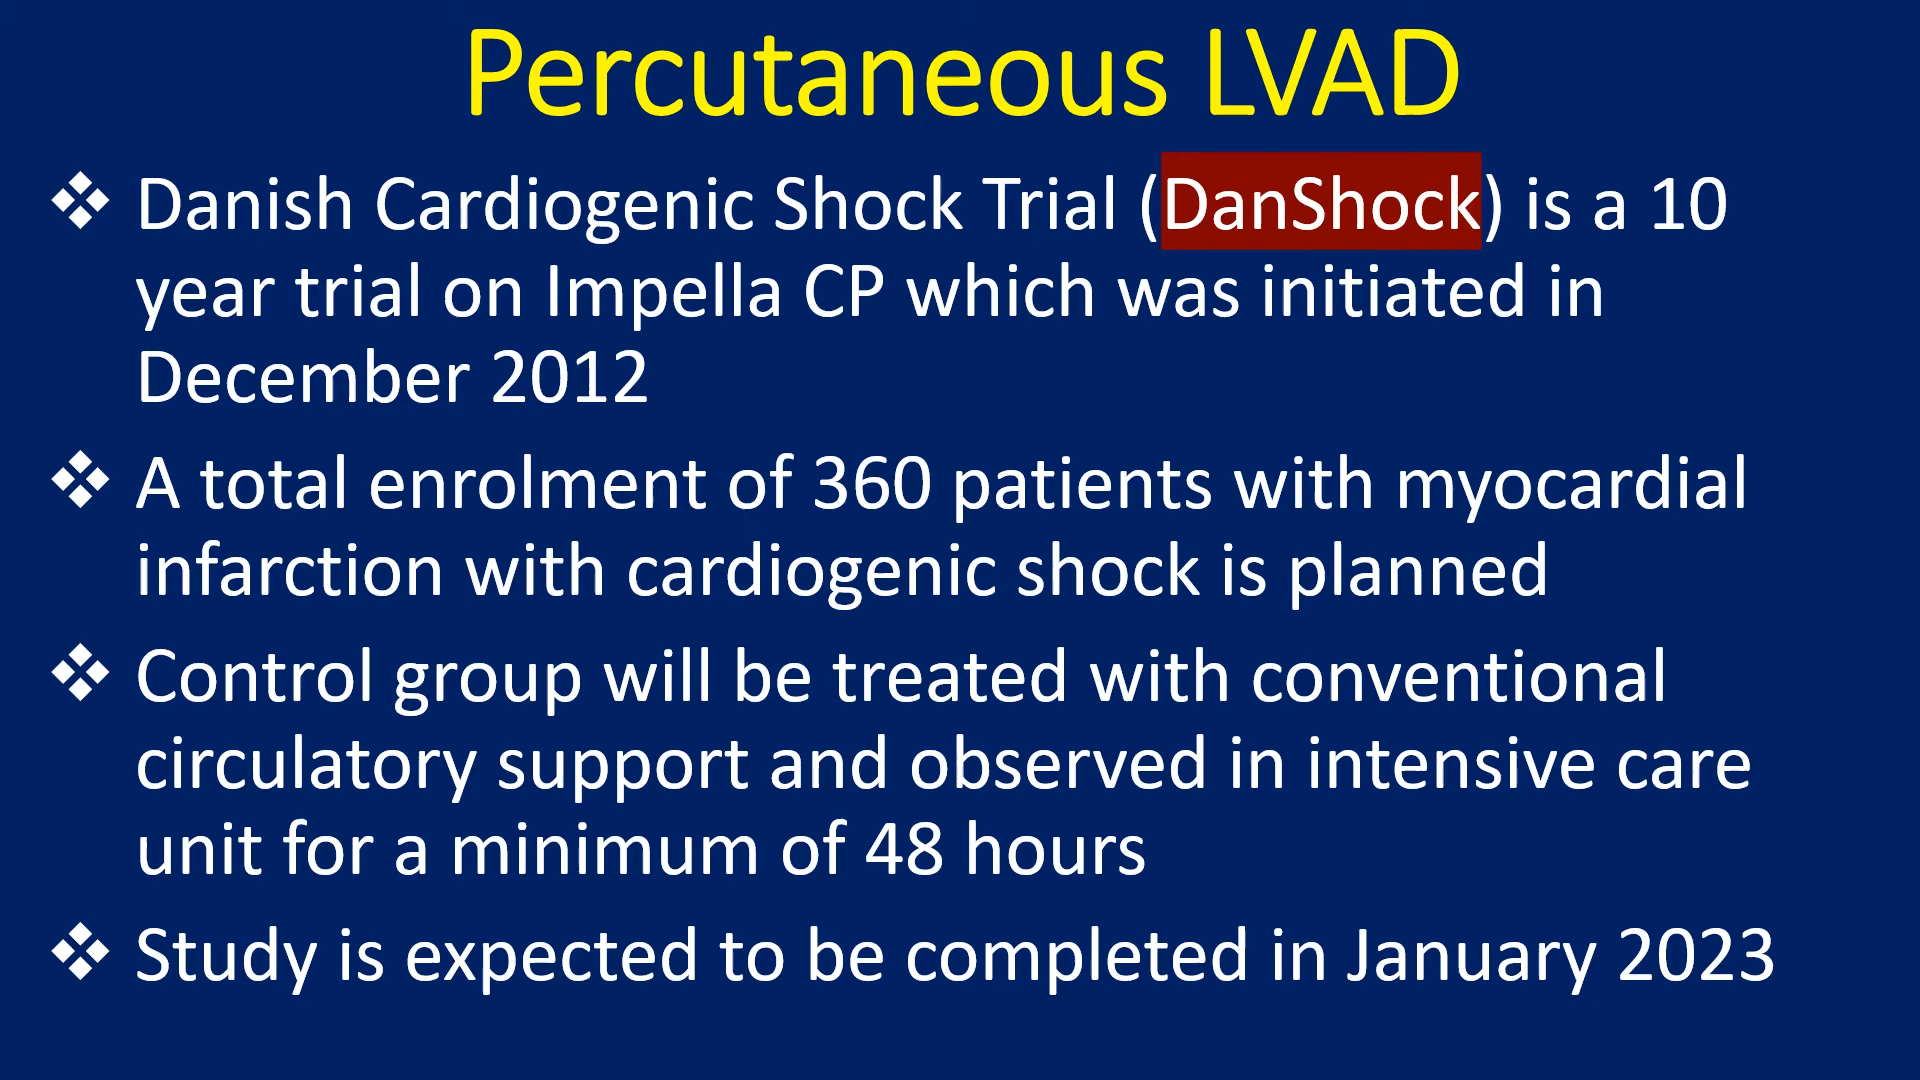 Percutaneous LVAD
❖ Danish Cardiogenic Shock Trial (DanShock) is a 10
year trial on Impella CP which was initiated in
December 2012
❖ A total enrolment of 360 patients with myocardial
infarction with cardiogenic shock is planned
❖ Control group will be treated with conventional
circulatory support and observed in intensive care
unit for a minimum of 48 hours
❖ Study is expected to be completed in January 2023